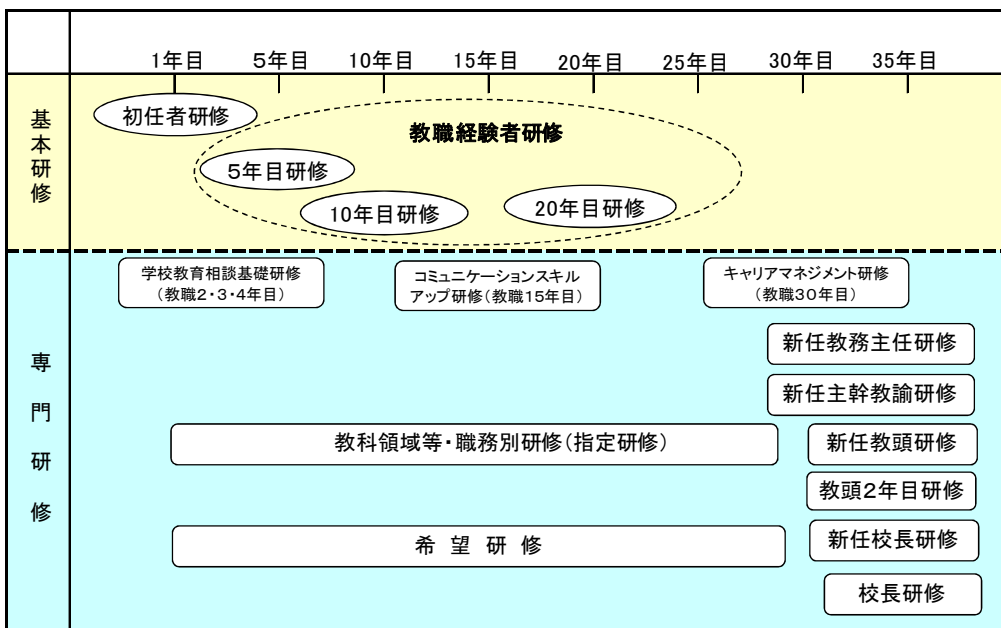 1年目 5年目 10年目 15年目 20年目 25年目 30年目 35年目
基本研修
初任者研修
教職経験者研修
5年目研修
10年目研修
20年目研修
専門研修
学校教育相談基礎研修
(教職2・3・4年目)
コミュニケーションスキル
アップ研修(教職15年目)
キャリアマネジメント研修
(教職30年目)
新任教務主任研修
新任主幹教諭研修
教科領域等・職務別研修(指定研修)
新任教頭研修
教頭2年目研修
希望研修
新任校長研修
校長研修